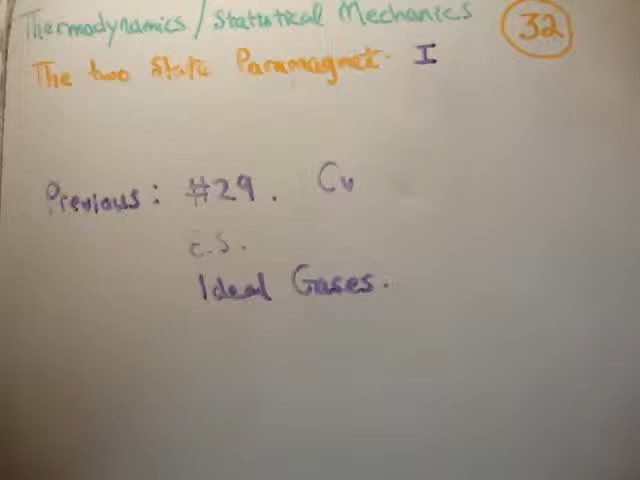 Thermodynamics / Statistical Mechanics
32
The two State Paramagnet. I
Previous: #29. Cv
E.S.
Ideal Gases.